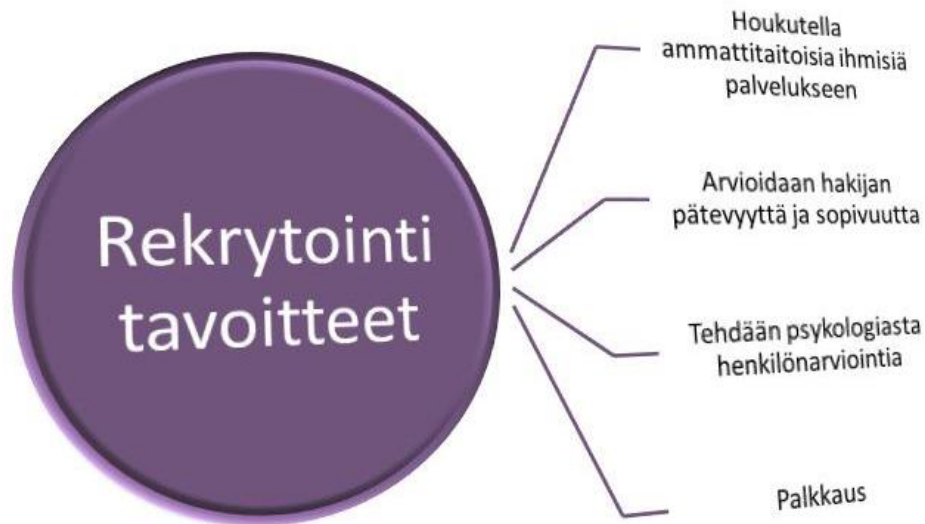 Rekrytointi
tavoitteet
Houkutella
ammattitaitoisia ihmisiä
palvelukseen
Arvioidaan hakijan
pätevyyttä ja sopivuutta
Tehdään psykologiasta
henkilönarviointia
Palkkaus